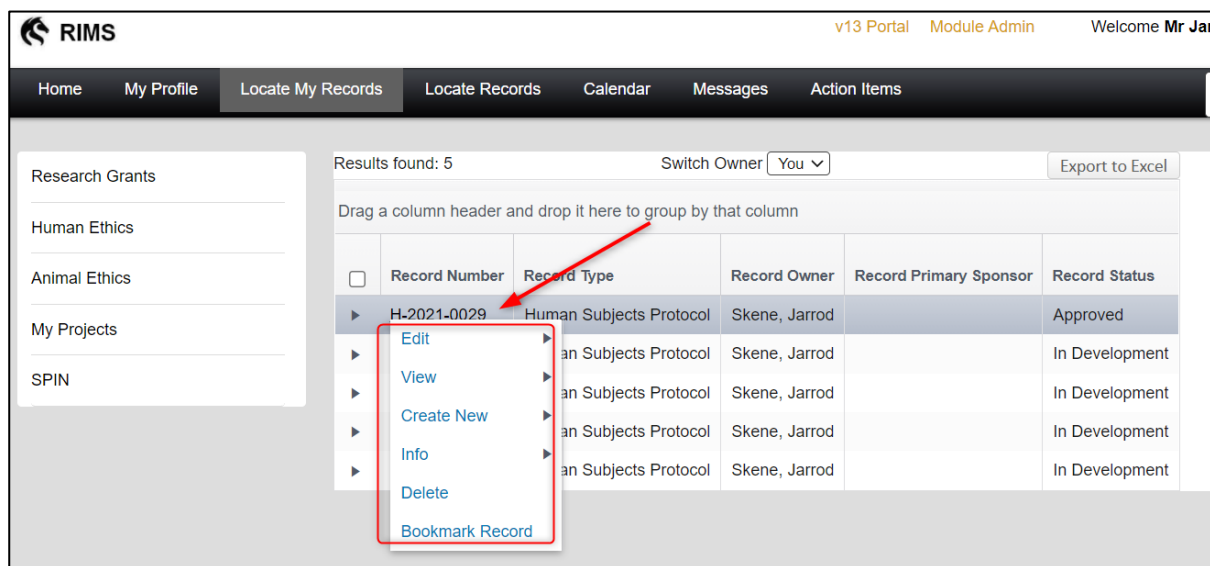 RIMS
v13 Portal Module Admin Welcome Mr Jar
Home My Profile Locate My Records Locate Records Calendar Messages Action Items
Research Grants
Human Ethics
Animal Ethics
My Projects
SPIN
Results found: 5 Switch Owner You Export to Excel
Drag a column header and drop it here to group by that column
Record Number Record Type Record Owner Record Primary Sponsor Record Status
H-2021-0029 Human Subjects Protocol Skene, Jarrod Approved
Edit
an Subjects Protocol Skene, Jarrod In Development
View
an Subjects Protocol Skene, Jarrod In Development
Create New
an Subjects Protocol Skene, Jarrod In Development
Info
an Subjects Protocol Skene, Jarrod In Development
Delete
Bookmark Record